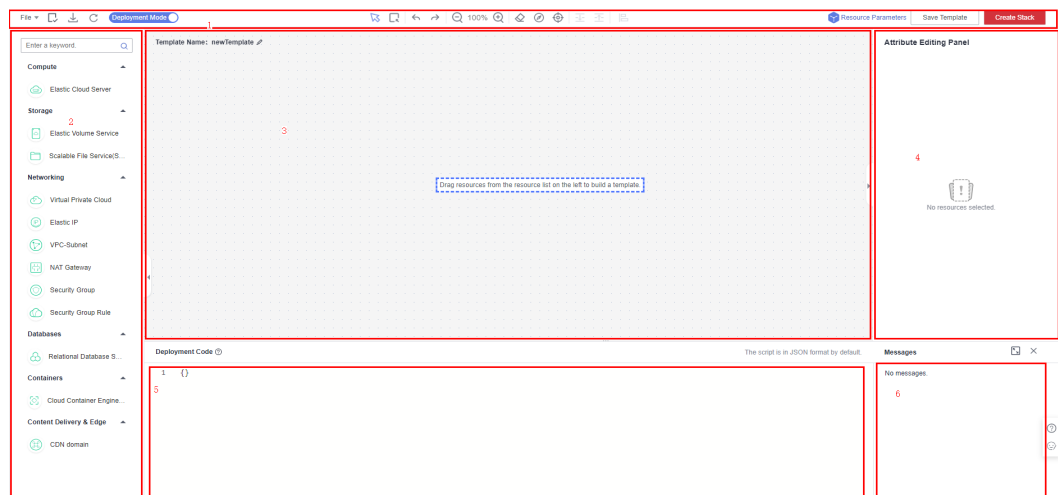 File
Deployment Mode
1
100%
Resource Parameters
Save Template
Create Stack
Enter a keyword.
Compute
Elastic Cloud Server
Storage
2
Elastic Volume Service
Scalable File Service(S...
Networking
Virtual Private Cloud
Elastic IP
VPC-Subnet
NAT Gateway
Security Group
Security Group Rule
Databases
Relational Database S...
Containers
Cloud Container Engine...
Content Delivery & Edge
CDN domain
Template Name: newTemplate
3
Drag resources from the resource list on the left to build a template.
Attribute Editing Panel
4
No resources selected.
Deployment Code
The script is in JSON format by default.
1 {}
5
Messages
No messages.
6